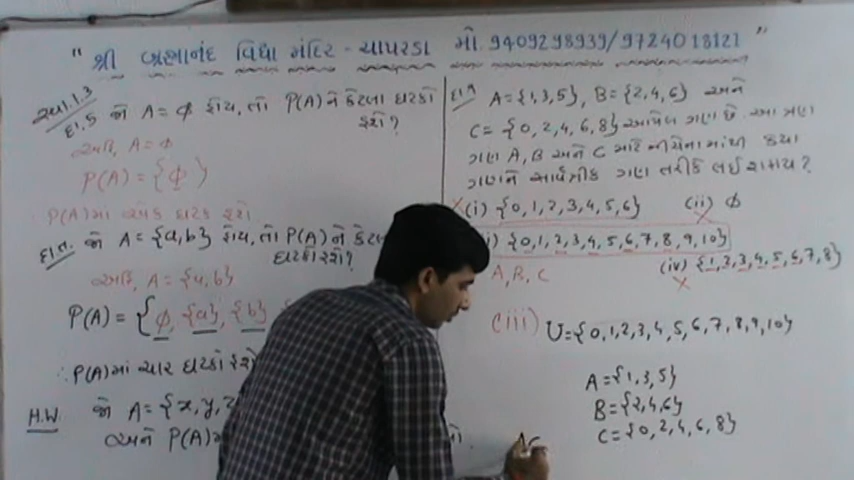 " શ્રી બ્રહ્માનંદ વિદ્યા મંદિર - ચાપરડા મો. 9409298939/9724018121 "
સ્વા.1.3
દા.5 જો A = ϕ હોય, તો P(A) ને કેટલા ઘટકો
હશે?
અહિં, A = ϕ
P(A) = {ϕ}
P(A)માં એક ઘટક હશે
દા.ત. જો A = {a,b} હોય, તો P(A) ને
ઘટકો હશે?
અહિં, A = {a,b}
P(A) = {ϕ, {a}, {b}
∴ P(A)માં ચાર ઘટકો હશે
H.W. જો A = {x, y, z
અને P(A)
A = {1,3,5}, B = {2,4,6} અને
C = {0, 2, 4, 6, 8} આપેલ ગણ છે. આ ત્રણ
ગણ A, B અને C માટે નીચેનામાંથી કયા
ગણને સાર્વત્રિક ગણ તરીકે લઈ શકાય?
(i) {0,1,2,3,4,5,6} (ii) ϕ
i) {0,1,2,3,4,5,6,7,8,9,10}
(iv) {1,2,3,4,5,6,7,8}
A, B, C
(iii) U = {0,1,2,3,4,5,6,7,8,9,10}
A = {1,3,5}
B = {2,4,6}
C = {0,2,4,6,8}